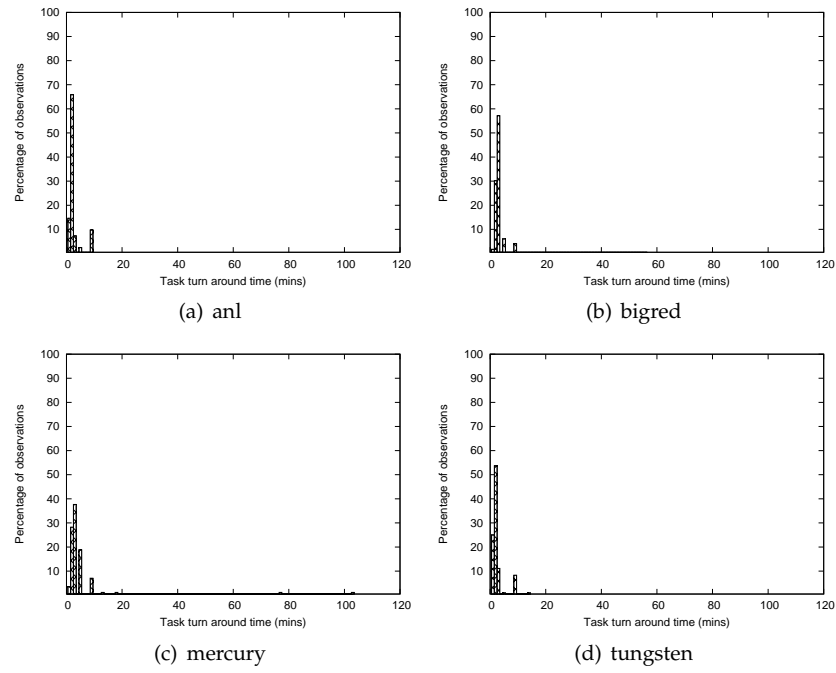 100
90
80
70
60
50
40
30
20
10
Percentage of observations
0 20 40 60 80 100 120
Task turn around time (mins)
(a) anl
100
90
80
70
60
50
40
30
20
10
Percentage of observations
0 20 40 60 80 100 120
Task turn around time (mins)
(b) bigred
100
90
80
70
60
50
40
30
20
10
Percentage of observations
0 20 40 60 80 100 120
Task turn around time (mins)
(c) mercury
100
90
80
70
60
50
40
30
20
10
Percentage of observations
0 20 40 60 80 100 120
Task turn around time (mins)
(d) tungsten